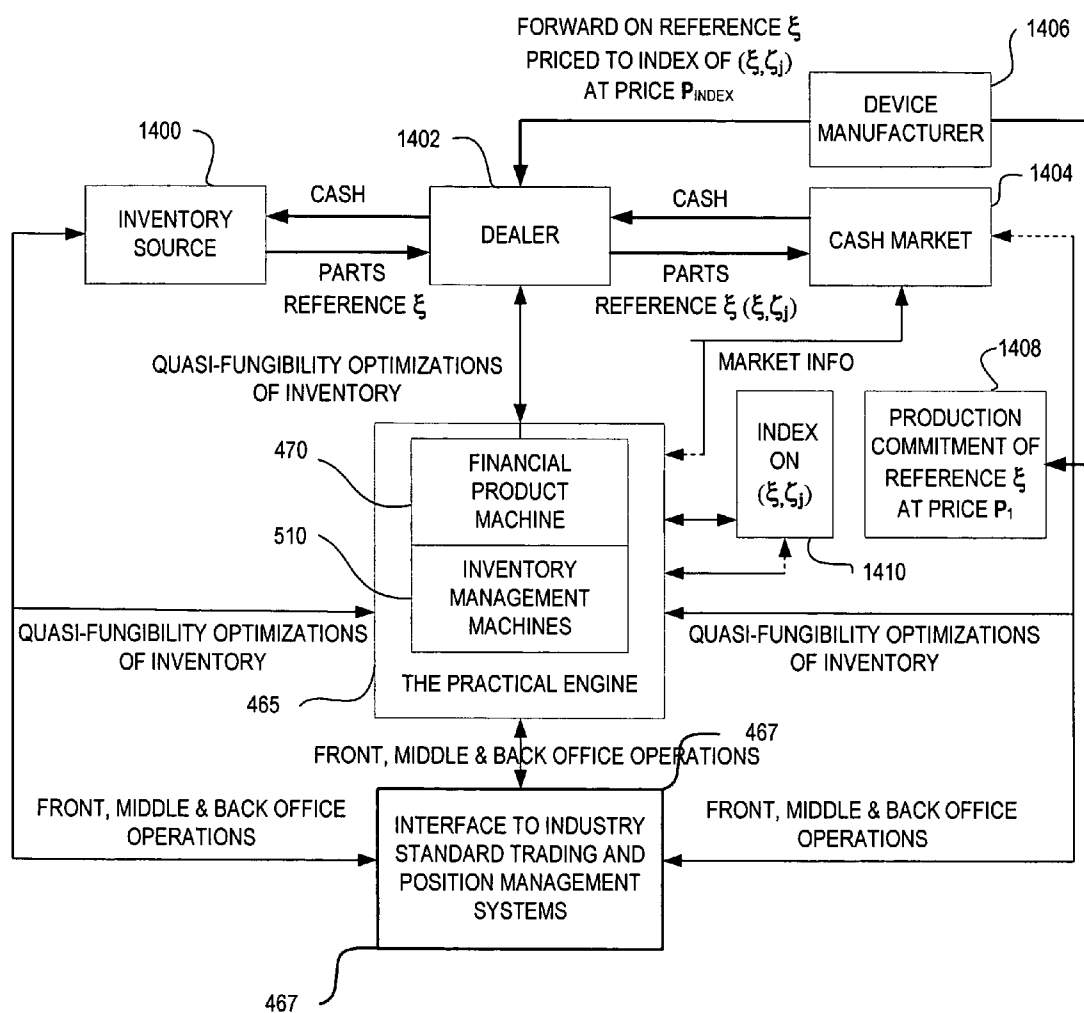 FORWARD ON REFERENCE ξ
PRICED TO INDEX OF (ξ,ζj)
AT PRICE PINDEX
1406
DEVICE
MANUFACTURER
1400
1402
1404
INVENTORY
SOURCE
CASH
DEALER
CASH
CASH MARKET
PARTS
REFERENCE ξ
PARTS
REFERENCE ξ (ξ,ζj)
QUASI-FUNGIBILITY OPTIMIZATIONS
OF INVENTORY
MARKET INFO
1408
470
FINANCIAL
PRODUCT
MACHINE
INDEX
ON
(ξ,ζj)
PRODUCTION
COMMITMENT OF
REFERENCE ξ
AT PRICE P1
510
INVENTORY
MANAGEMENT
MACHINES
1410
QUASI-FUNGIBILITY OPTIMIZATIONS
OF INVENTORY
QUASI-FUNGIBILITY OPTIMIZATIONS
OF INVENTORY
THE PRACTICAL ENGINE
465
467
FRONT, MIDDLE & BACK OFFICE OPERATIONS
FRONT, MIDDLE & BACK OFFICE
OPERATIONS
INTERFACE TO INDUSTRY
STANDARD TRADING AND
POSITION MANAGEMENT
SYSTEMS
FRONT, MIDDLE & BACK OFFICE
OPERATIONS
467